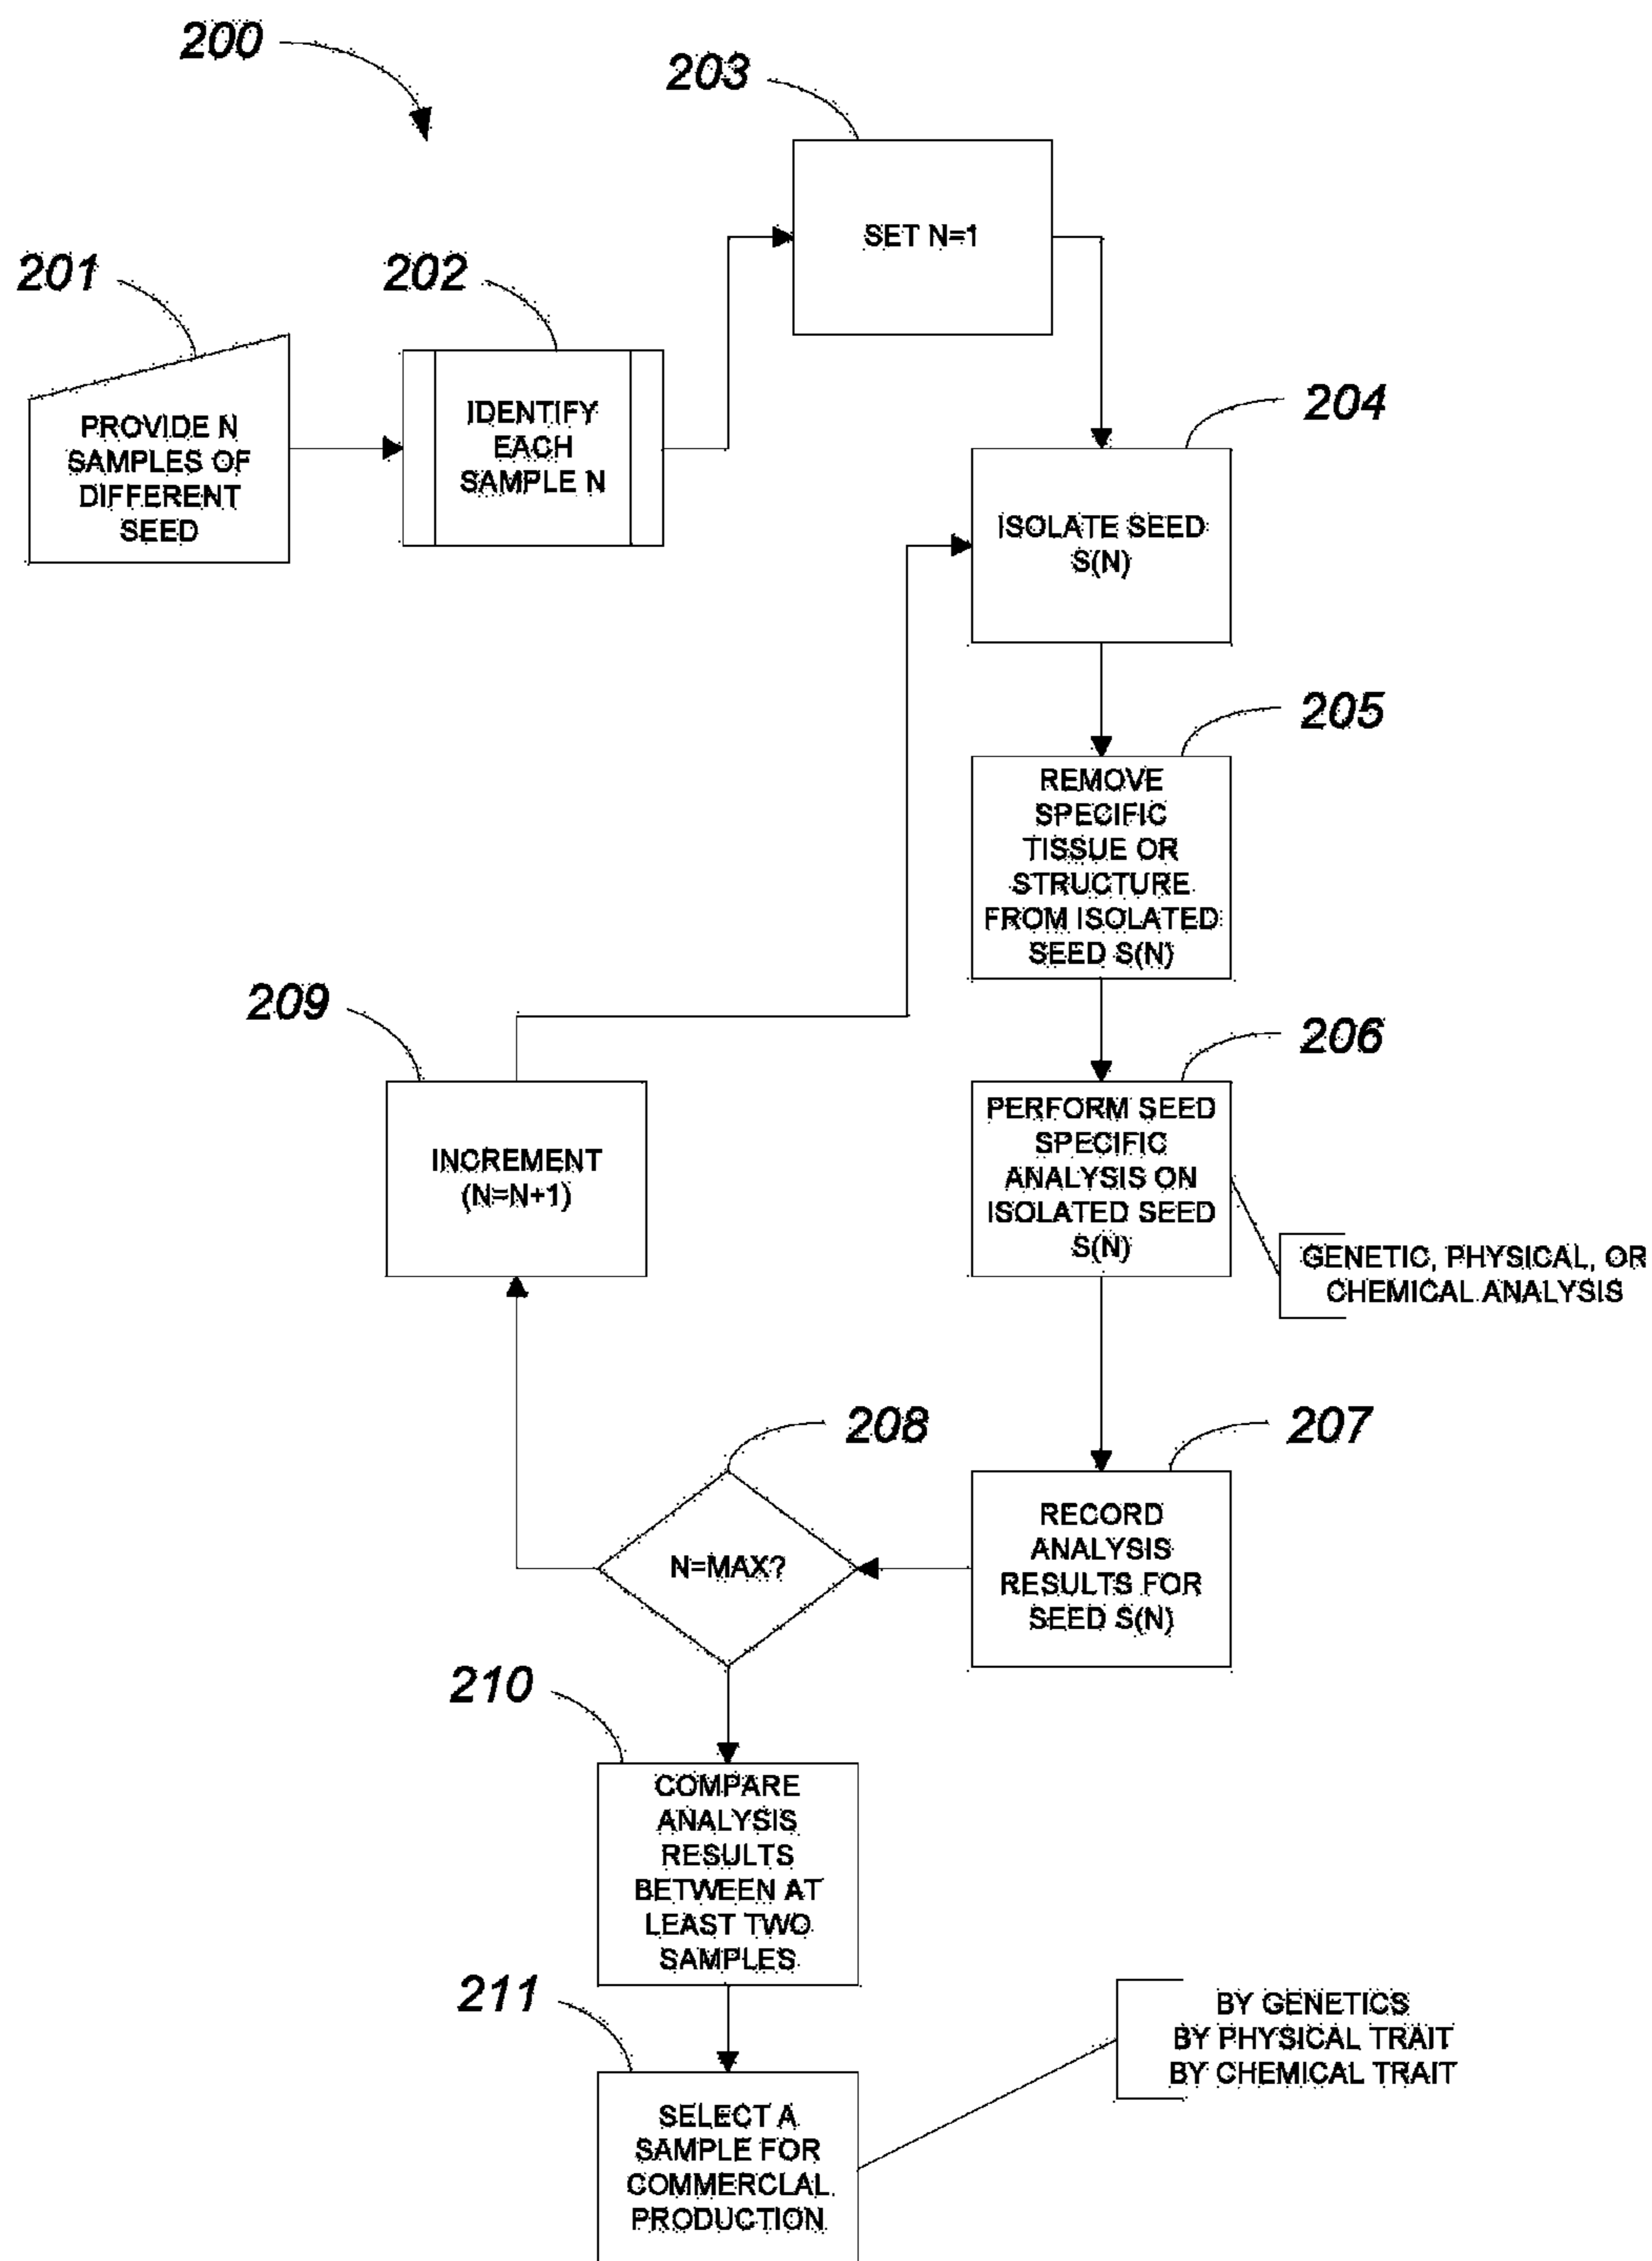 200
203
SET N=1
201
202
PROVIDE N
SAMPLES OF
DIFFERENT
SEED
IDENTIFY
EACH
SAMPLE N
204
ISOLATE SEED
S(N)
205
REMOVE
SPECIFIC
TISSUE OR
STRUCTURE
FROM ISOLATED
SEED S(N)
209
INCREMENT
(N=N+1)
206
PERFORM SEED
SPECIFIC
ANALYSIS ON
ISOLATED SEED
S(N)
GENETIC, PHYSICAL, OR
CHEMICAL ANALYSIS
208
N=MAX?
207
RECORD
ANALYSIS
RESULTS FOR
SEED S(N)
210
COMPARE
ANALYSIS
RESULTS
BETWEEN AT
LEAST TWO
SAMPLES
211
SELECT A
SAMPLE FOR
COMMERCLAL
PRODUCTION
BY GENETICS
BY PHYSICAL TRAIT
BY CHEMICAL TRAIT